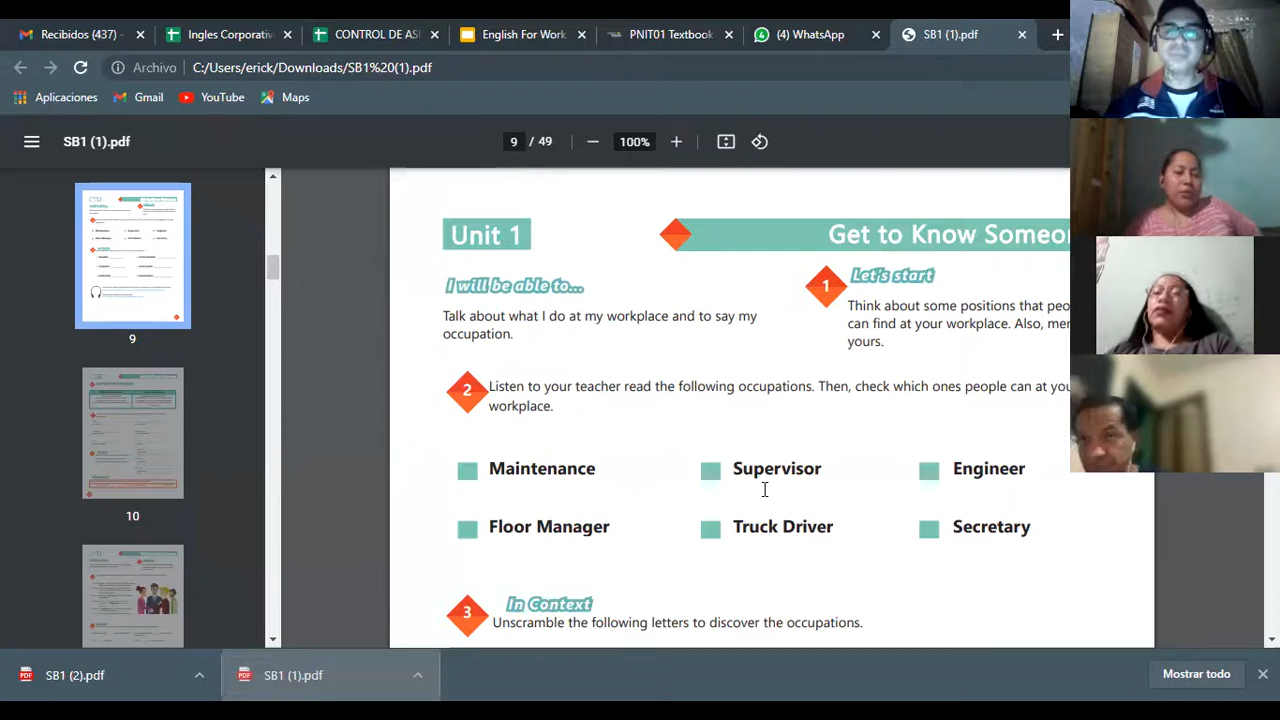 Recibidos (437) -
Ingles Corporativ
CONTROL DE ASI
English For Work
PNIT01 Textbook
(4) WhatsApp
SB1 (1).pdf
Archivo
C:/Users/erick/Downloads/SB1%20(1).pdf
Aplicaciones
Gmail
YouTube
Maps
SB1 (1).pdf
9 / 49
100%
9
10
Unit 1
Get to Know Someo
I will be able to...
Talk about what I do at my workplace and to say my
occupation.
1
Let's start
Think about some positions that peo
can find at your workplace. Also, men
yours.
2
Listen to your teacher read the following occupations. Then, check which ones people can at you
workplace.
Maintenance
Supervisor
Engineer
Floor Manager
Truck Driver
Secretary
3
In Context
Unscramble the following letters to discover the occupations.
PDF
SB1 (2).pdf
PDF
SB1 (1).pdf
Mostrar todo